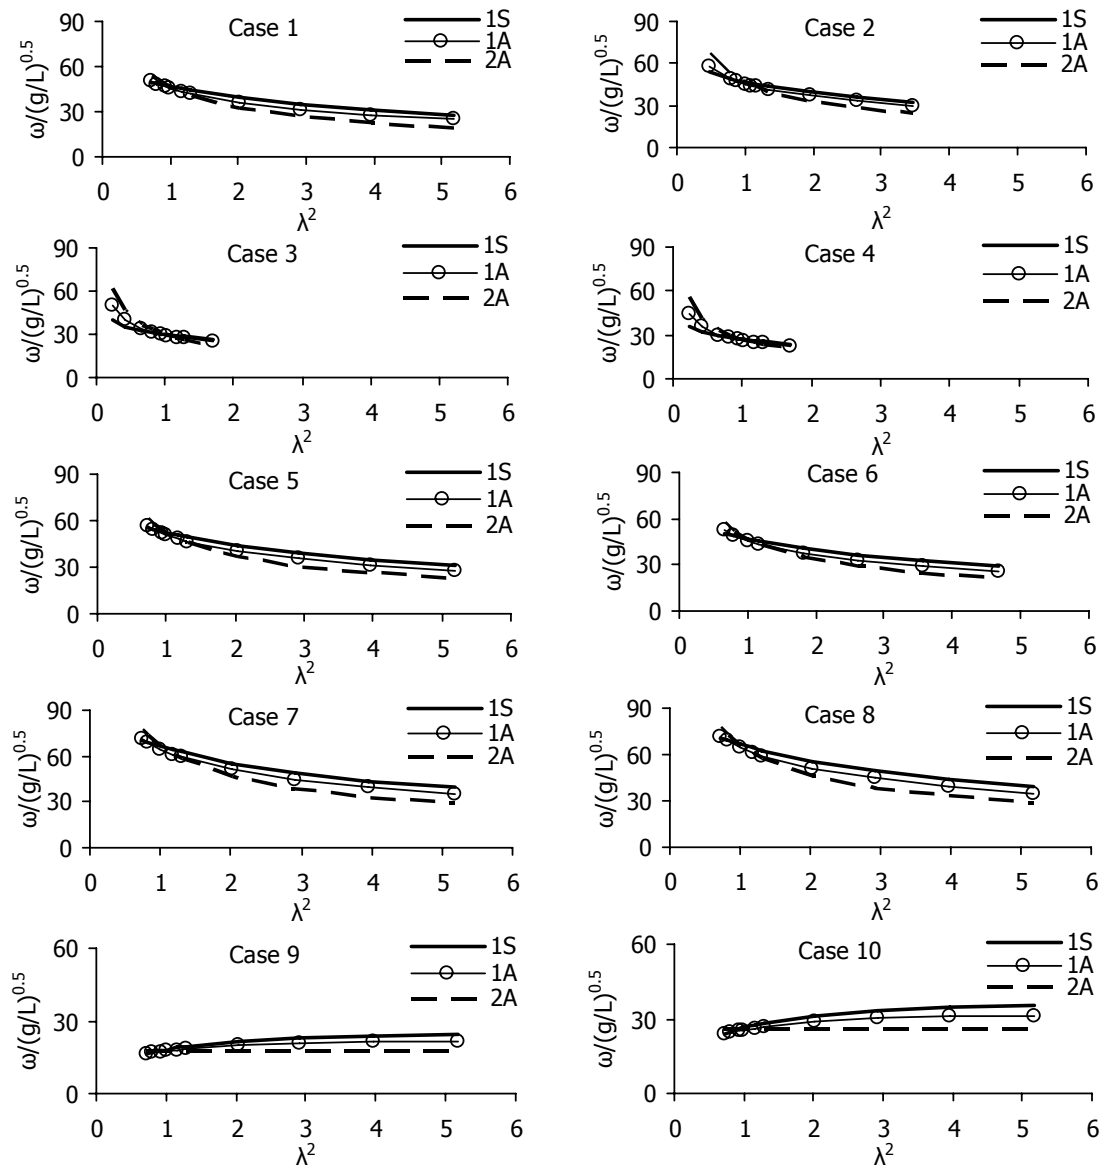 Case 1
1S
1A
2A
ω/(g/L)^0.5
90
60
30
0
0 1 2 3 4 5 6
λ^2
Case 2
1S
1A
2A
ω/(g/L)^0.5
90
60
30
0
0 1 2 3 4 5 6
λ^2
Case 3
1S
1A
2A
ω/(g/L)^0.5
90
60
30
0
0 1 2 3 4 5 6
λ^2
Case 4
1S
1A
2A
ω/(g/L)^0.5
90
60
30
0
0 1 2 3 4 5 6
λ^2
Case 5
1S
1A
2A
ω/(g/L)^0.5
90
60
30
0
0 1 2 3 4 5 6
λ^2
Case 6
1S
1A
2A
ω/(g/L)^0.5
90
60
30
0
0 1 2 3 4 5 6
λ^2
Case 7
1S
1A
2A
ω/(g/L)^0.5
90
60
30
0
0 1 2 3 4 5 6
λ^2
Case 8
1S
1A
2A
ω/(g/L)^0.5
90
60
30
0
0 1 2 3 4 5 6
λ^2
Case 9
1S
1A
2A
ω/(g/L)^0.5
60
30
0
0 1 2 3 4 5 6
λ^2
Case 10
1S
1A
2A
ω/(g/L)^0.5
60
30
0
0 1 2 3 4 5 6
λ^2